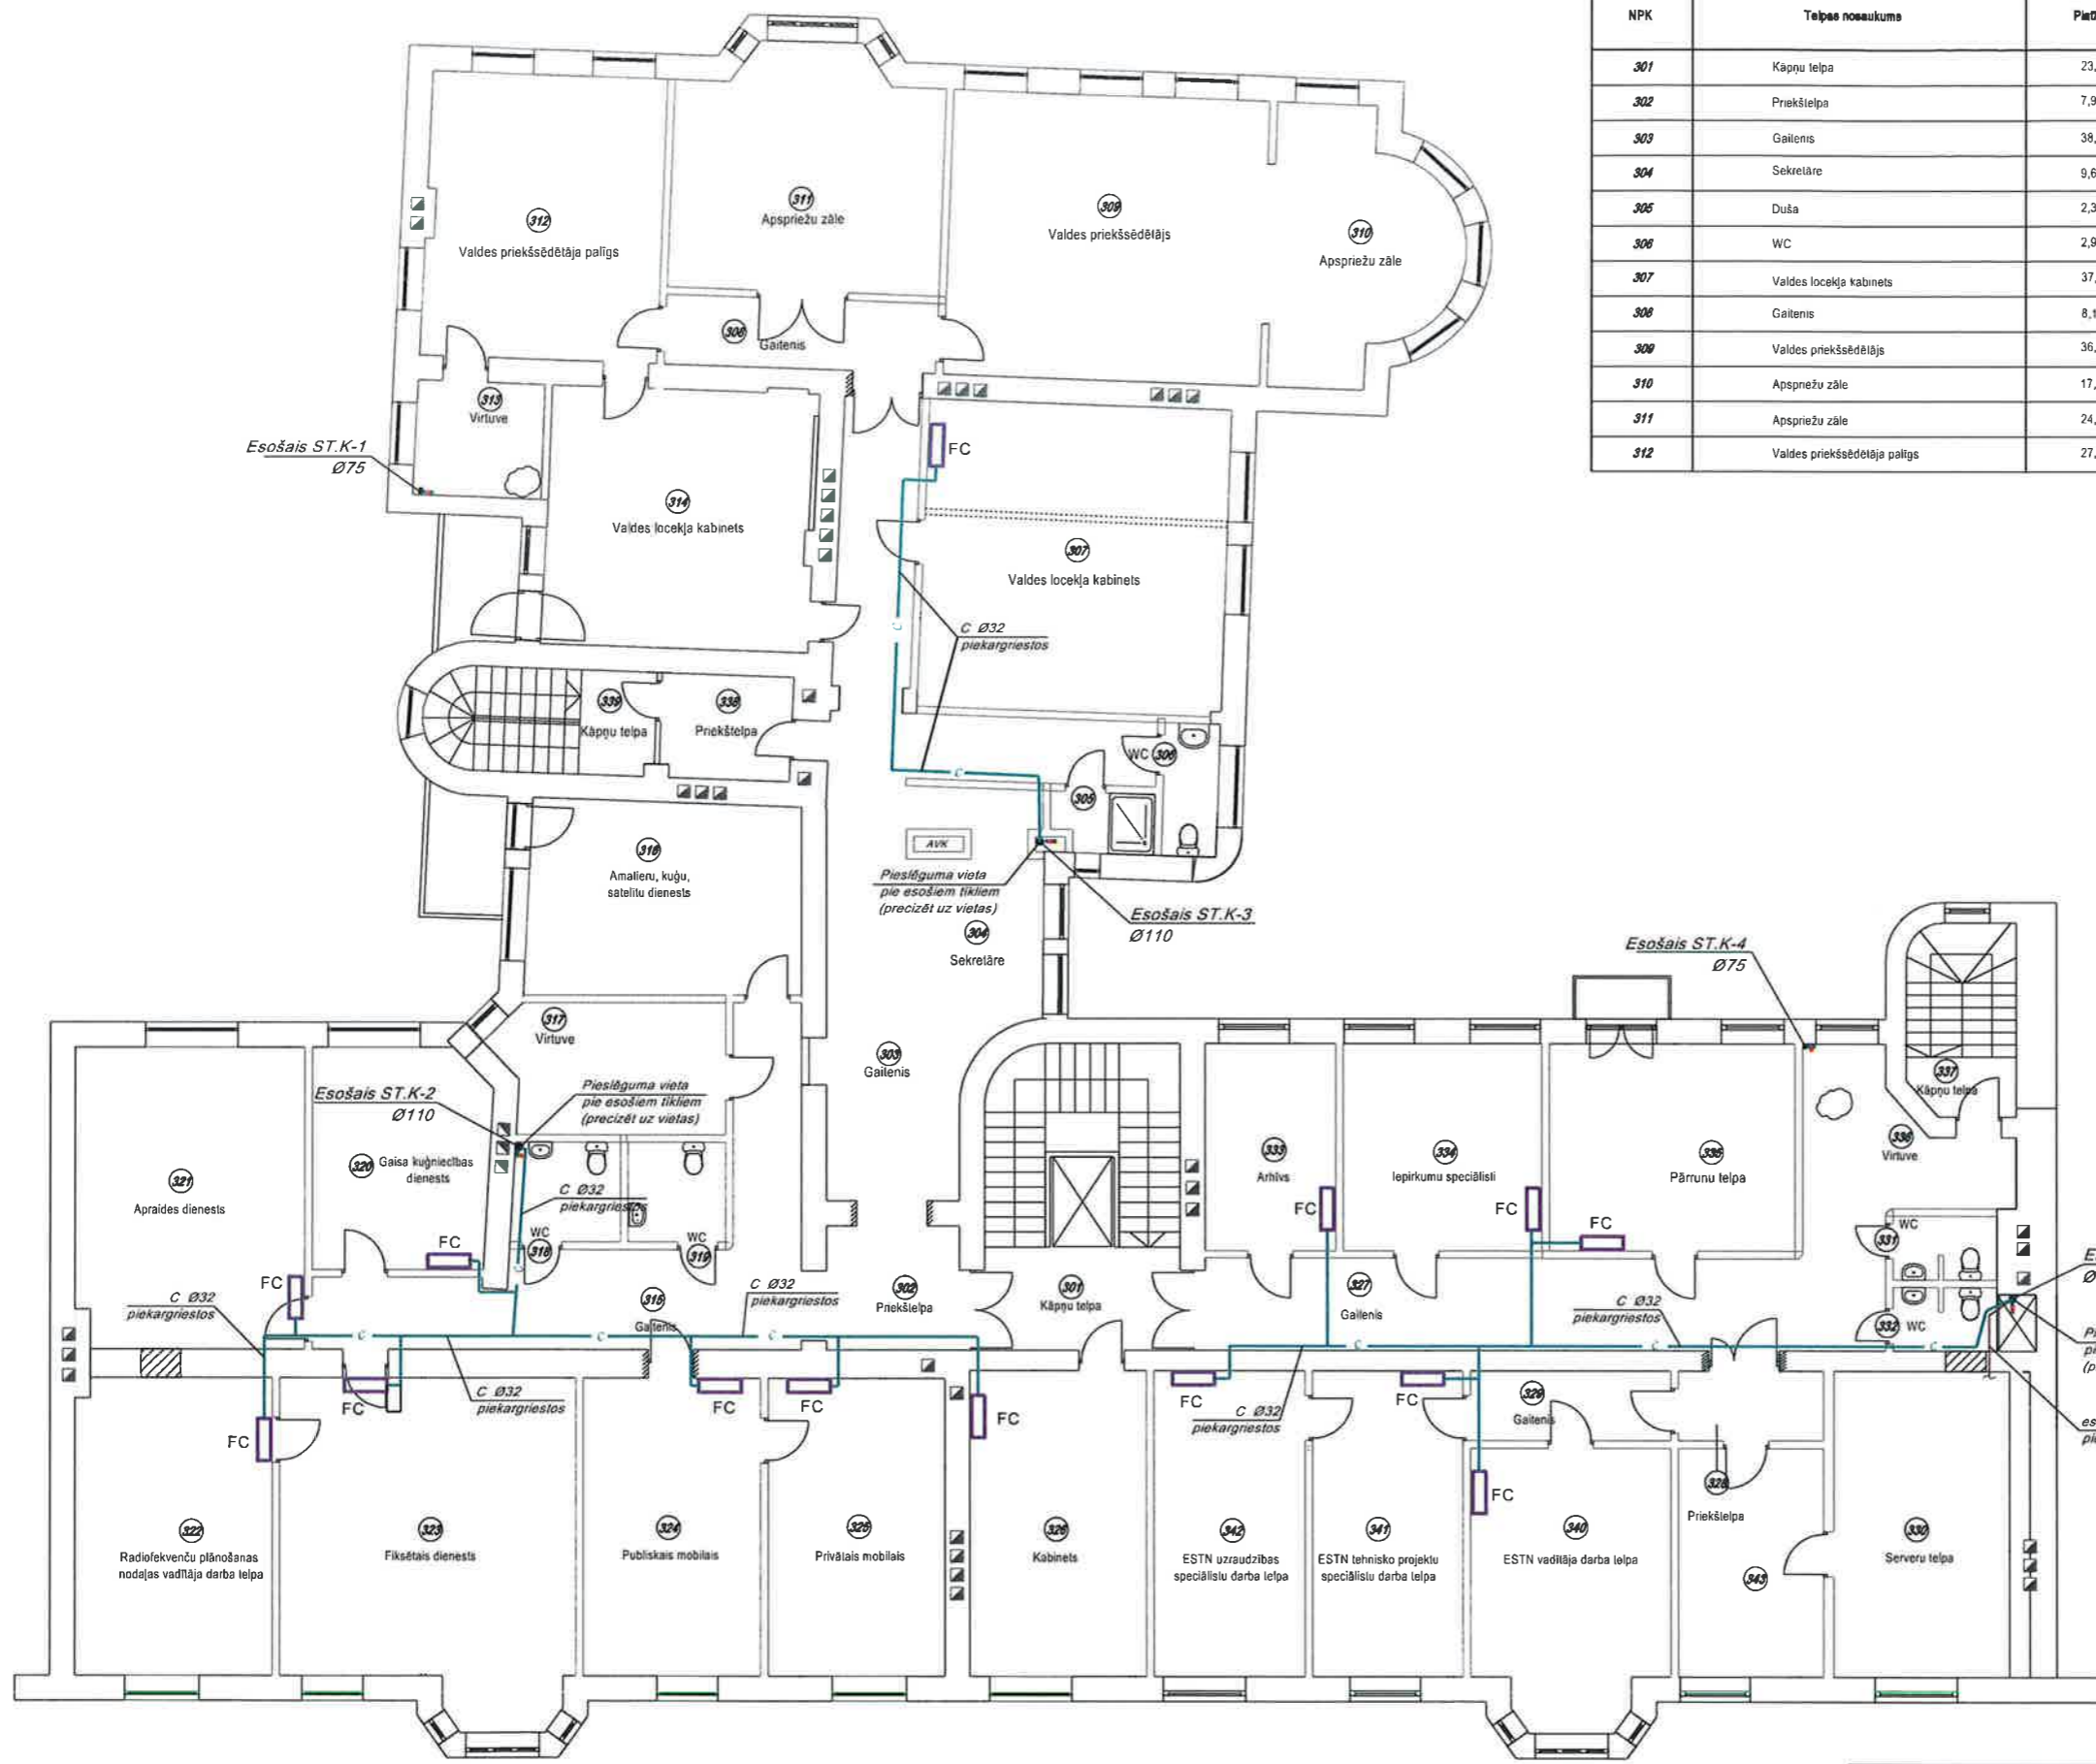 NPK Telpas nosaukums
301 Kāpņu telpa 23,
302 Priekštelpa 7,9
303 Gaitenis 38,
304 Sekretāre 9,6
305 Duša 2,3
306 WC 2,9
307 Valdes locekļa kabinets 37,
308 Gaitenis 8,1
309 Valdes priekšsēdētājs 36,
310 Apspriežu zāle 17,
311 Apspriežu zāle 24,
312 Valdes priekšsēdētāja palīgs 27,
312
Valdes priekšsēdētāja palīgs
311
Apspriežu zāle
309
Valdes priekšsēdētājs
310
Apspriežu zāle
308
Gaitenis
313
Virtuve
Esošais ST.K-1
Ø75
FC
314
Valdes locekļa kabinets
307
Valdes locekļa kabinets
C
C Ø32
piekargriestos
339
Kāpņu telpa
338
Priekštelpa
WC 306
C
305
AVK
316
Amatieru, kuģu,
satelītu dienests
Pieslēguma vieta
pie esošiem tīkliem
(precizēt uz vietas)
Esošais ST.K-3
Ø110
304
Sekretāre
Esošais ST.K-4
Ø75
317
Virtuve
303
Gaitenis
337
Kāpņu telpa
Esošais ST.K-2
Ø110
Pieslēguma vieta
pie esošiem tīkliem
(precizēt uz vietas)
336
Virtuve
321
Apraides dienests
320 Gaisa kuģniecības
dienests
333
Arhīvs
334
Iepirkumu speciālisti
335
Pārrunu telpa
C Ø32
piekargriestos
FC
FC
FC
WC
331
WC
318
WC
319
FC
C
FC
C Ø32
piekargriestos
315
Gaitenis
C Ø32
piekargriestos
302
Priekštelpa
301
Kāpņu telpa
327
Gaitenis
C Ø32
piekargriestos
332 WC
C
C
C
C
C
C
C Ø32
piekargriestos
FC
FC
FC
FC
FC
FC
FC
C Ø32
piekargriestos
329
Gaitenis
FC
328
Priekštelpa
322
Radiofekvenču plānošanas
nodaļas vadītāja darba telpa
323
Fiksētais dienests
324
Publiskais mobilais
325
Privātais mobilais
326
Kabinets
342
ESTN uzraudzības
speciālistu darba telpa
341
ESTN tehnisko projektu
speciālistu darba telpa
340
ESTN vadītāja darba telpa
343
330
Serveru telpa